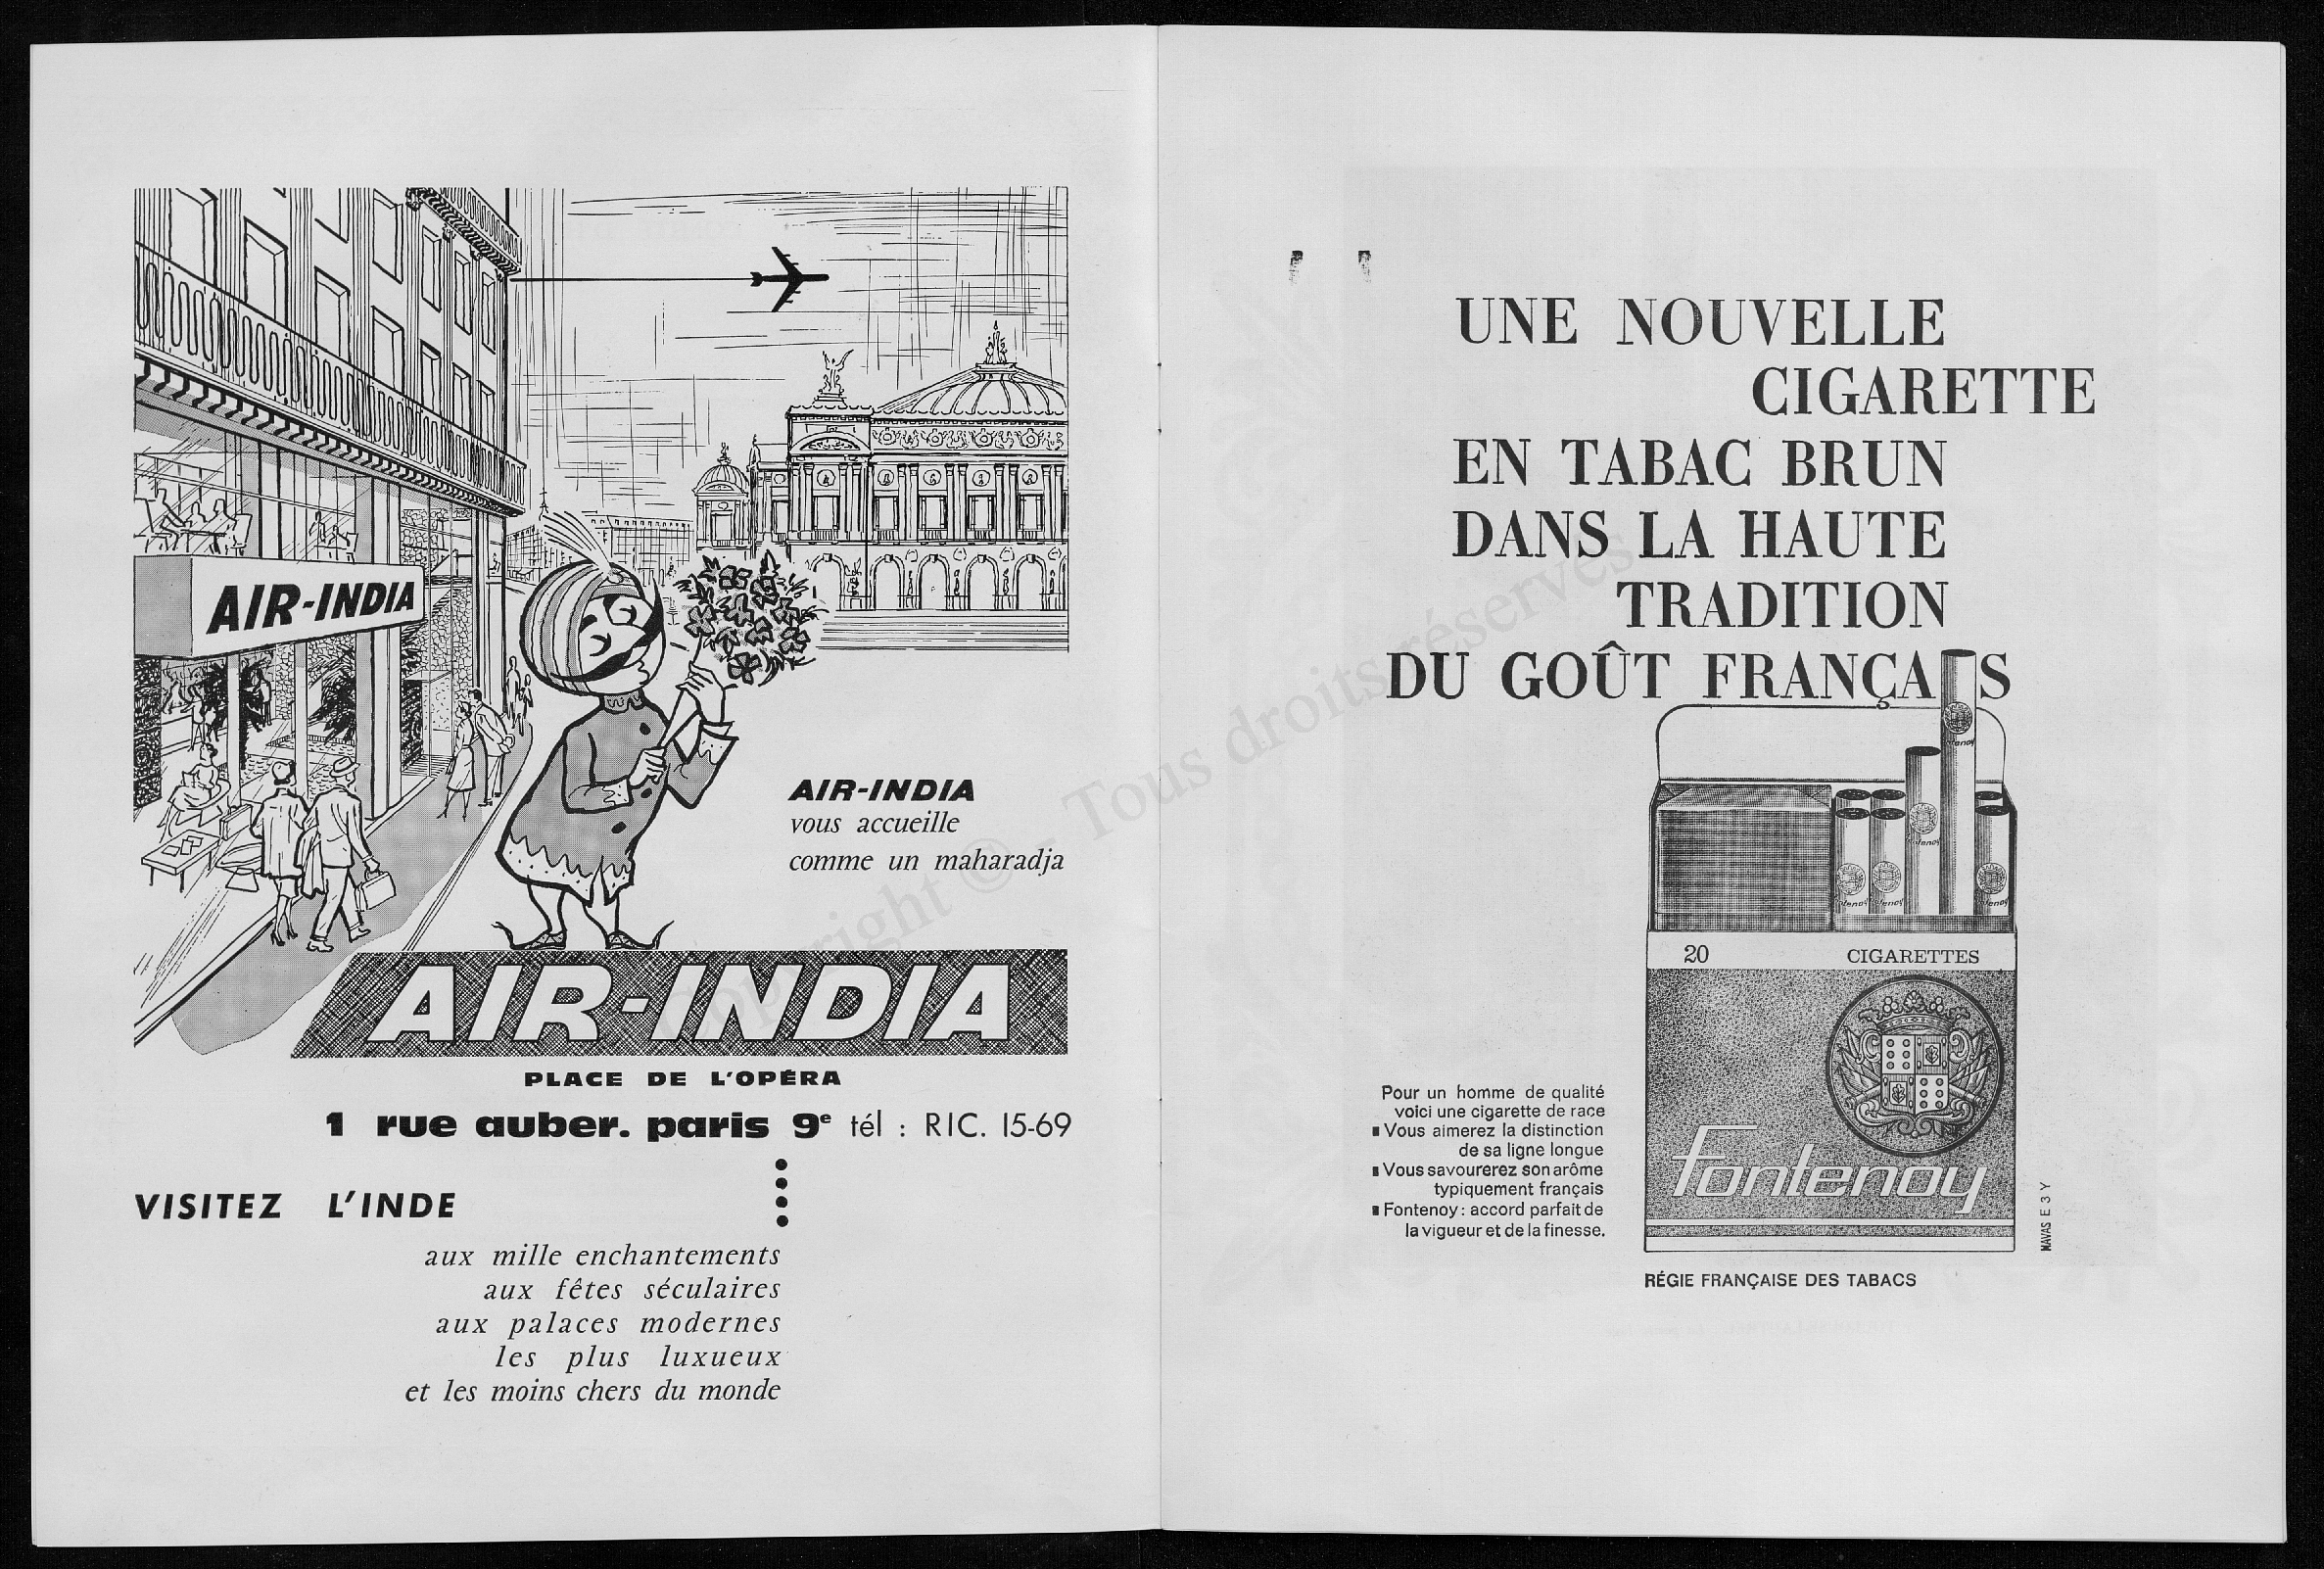 AIR-INDIA
AIR-INDIA
vous accueille
comme un maharadja
AIR-INDIA
PLACE DE L'OPÉRA
1 rue auber. paris 9e tél : RIC. 15-69
VISITEZ L'INDE
aux mille enchantements
aux fêtes séculaires
aux palaces modernes
les plus luxueux
et les moins chers du monde
UNE NOUVELLE
CIGARETTE
EN TABAC BRUN
DANS LA HAUTE
TRADITION
DU GOÛT FRANÇAIS
Fontenoy
20 CIGARETTES
Fontenoy
Pour un homme de qualité
voici une cigarette de race
Vous aimerez la distinction
de sa ligne longue
Vous savourerez son arôme
typiquement français
Fontenoy : accord parfait de
la vigueur et de la finesse.
HAVAS E 3 Y
RÉGIE FRANÇAISE DES TABACS
Copyright © - Tous droits réservés